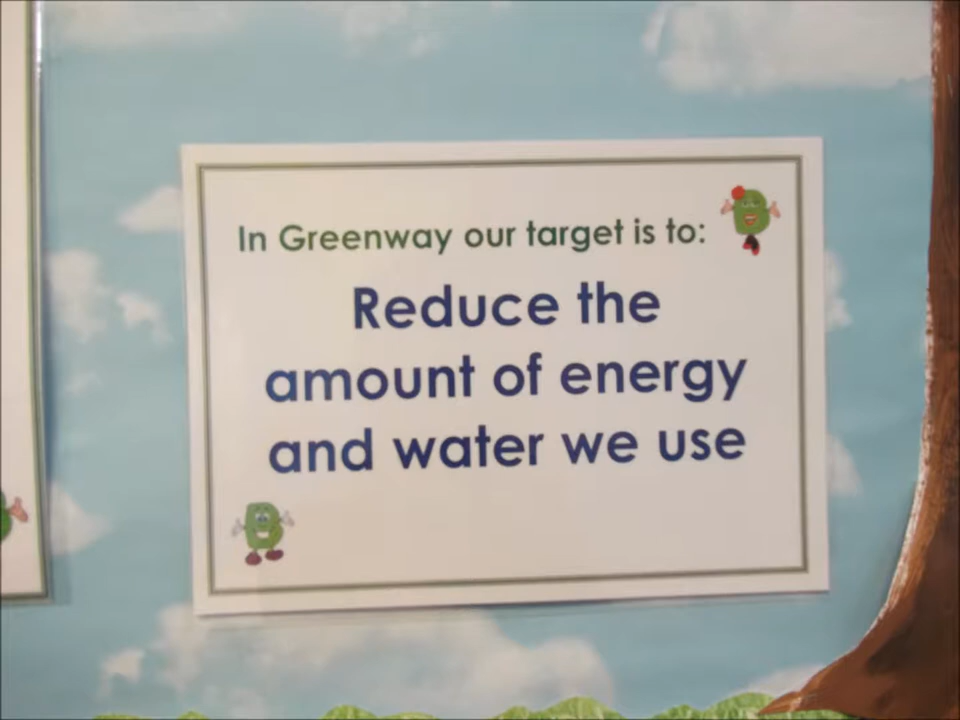 In Greenway our target is to:
Reduce the
amount of energy
and water we use